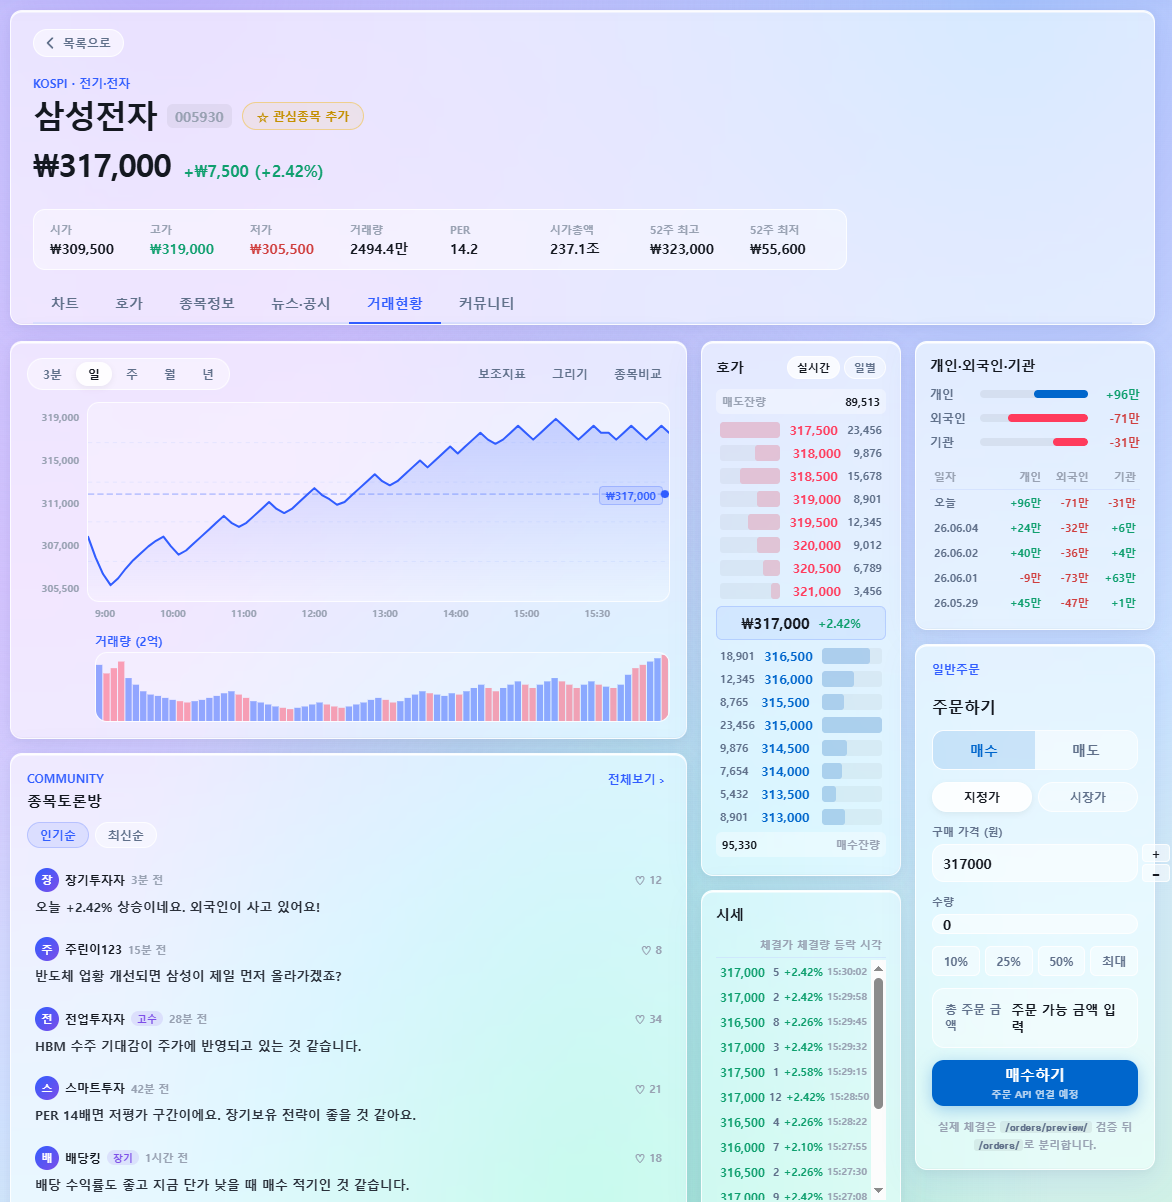 목록으로
KOSPI · 전기·전자
삼성전자 005930 ☆ 관심종목 추가
₩317,000 +₩7,500 (+2.42%)
시가 고가 저가 거래량 PER 시가총액 52주 최고 52주 최저
₩309,500 ₩319,000 ₩305,500 2494.4만 14.2 237.1조 ₩323,000 ₩55,600
차트 호가 종목정보 뉴스·공시 거래현황 커뮤니티
3분 일 주 월 년 보조지표 그리기 종목비교
319,000
315,000
311,000
307,000
305,500
₩317,000
9:00 10:00 11:00 12:00 13:00 14:00 15:00 15:30
거래량 (2억)
COMMUNITY 전체보기 >
종목토론방
인기순 최신순
장 장기투자자 3분 전 ♡ 12
오늘 +2.42% 상승이네요. 외국인이 사고 있어요!
주 주린이123 15분 전 ♡ 8
반도체 업황 개선되면 삼성이 제일 먼저 올라가겠죠?
전 전업투자자 고수 28분 전 ♡ 34
HBM 수주 기대감이 주가에 반영되고 있는 것 같습니다.
스 스마트투자 42분 전 ♡ 21
PER 14배면 저평가 구간이에요. 장기보유 전략이 좋을 것 같아요.
배 배당킹 장기 1시간 전 ♡ 18
배당 수익률도 좋고 지금 단가 낮을 때 매수 적기인 것 같습니다.
호가 실시간 일별
매도잔량 89,513
317,500 23,456
318,000 9,876
318,500 15,678
319,000 8,901
319,500 12,345
320,000 9,012
320,500 6,789
321,000 3,456
₩317,000 +2.42%
18,901 316,500
12,345 316,000
8,765 315,500
23,456 315,000
9,876 314,500
7,654 314,000
5,432 313,500
8,901 313,000
95,330 매수잔량
시세
체결가 체결량 등락 시각
317,000 5 +2.42% 15:30:02
317,000 2 +2.42% 15:29:58
316,500 8 +2.26% 15:29:45
317,000 3 +2.42% 15:29:32
317,500 1 +2.58% 15:29:15
317,000 12 +2.42% 15:28:50
316,500 4 +2.26% 15:28:22
316,000 7 +2.10% 15:27:55
316,500 2 +2.26% 15:27:30
317,000 9 +2.42% 15:27:08
개인·외국인·기관
개인 +96만
외국인 -71만
기관 -31만
일자 개인 외국인 기관
오늘 +96만 -71만 -31만
26.06.04 +24만 -32만 +6만
26.06.02 +40만 -36만 +4만
26.06.01 -9만 -73만 +63만
26.05.29 +45만 -47만 +1만
일반주문
주문하기
매수 매도
지정가 시장가
구매 가격 (원)
317000 + −
수량
0
10% 25% 50% 최대
총 주문 금액 주문 가능 금액 입력
매수하기
주문 API 연결 예정
실제 체결은 /orders/preview/ 검증 뒤
/orders/ 로 분리합니다.